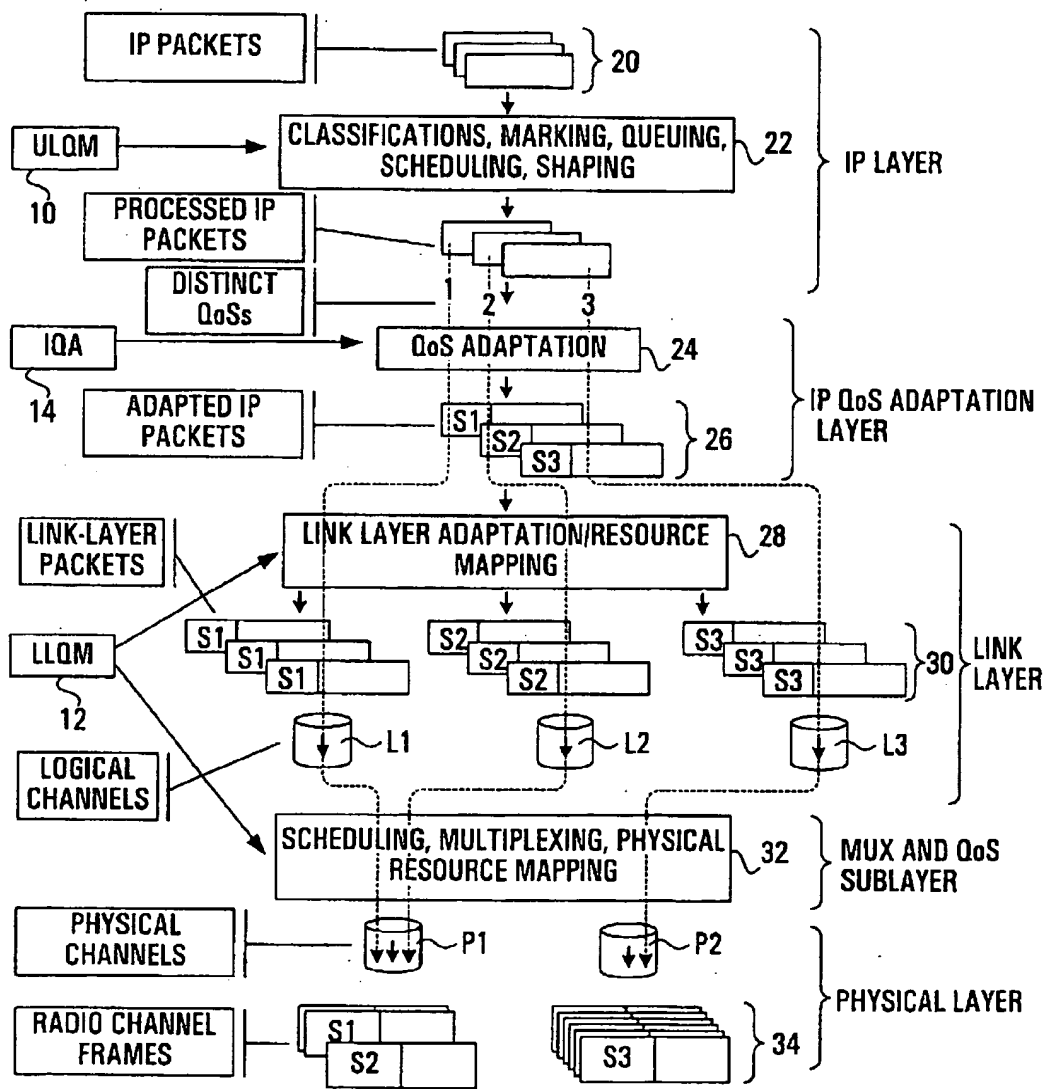 IP PACKETS
20
ULQM
10
CLASSIFICATIONS, MARKING, QUEUING,
SCHEDULING, SHAPING
22
IP LAYER
PROCESSED IP
PACKETS
DISTINCT
QoSs
1
2
3
IQA
14
QoS ADAPTATION
24
ADAPTED IP
PACKETS
S1
S2
S3
26
IP QoS ADAPTATION
LAYER
LINK-LAYER
PACKETS
LINK LAYER ADAPTATION/RESOURCE
MAPPING
28
LLQM
12
S1
S1
S1
S2
S2
S2
S3
S3
S3
30
LINK
LAYER
LOGICAL
CHANNELS
L1
L2
L3
SCHEDULING, MULTIPLEXING, PHYSICAL
RESOURCE MAPPING
32
MUX AND QoS
SUBLAYER
PHYSICAL
CHANNELS
P1
P2
PHYSICAL LAYER
RADIO CHANNEL
FRAMES
S1
S2
S3
34